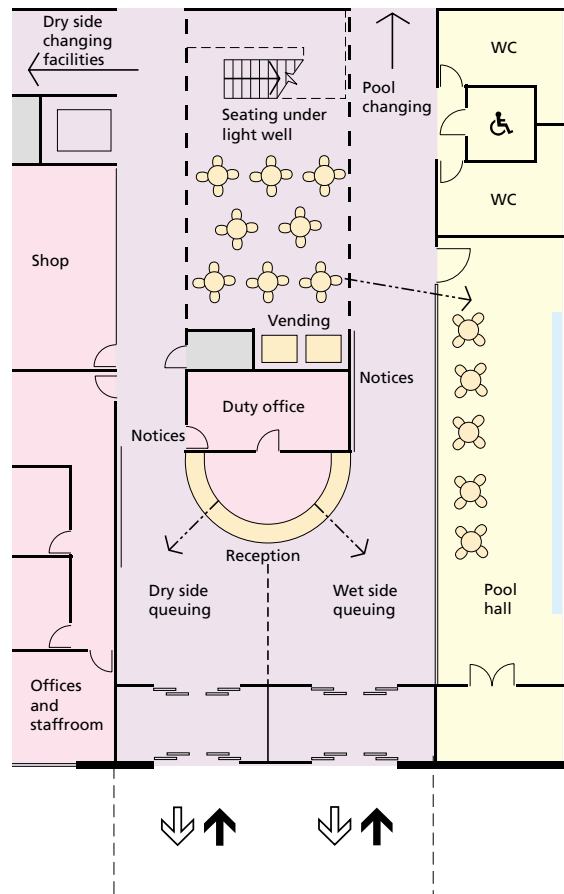 Dry side
changing
facilities
WC
Pool
changing
Seating under
light well
WC
Shop
Vending
Notices
Duty office
Notices
Reception
Dry side
queuing
Wet side
queuing
Pool
hall
Offices
and
staffroom